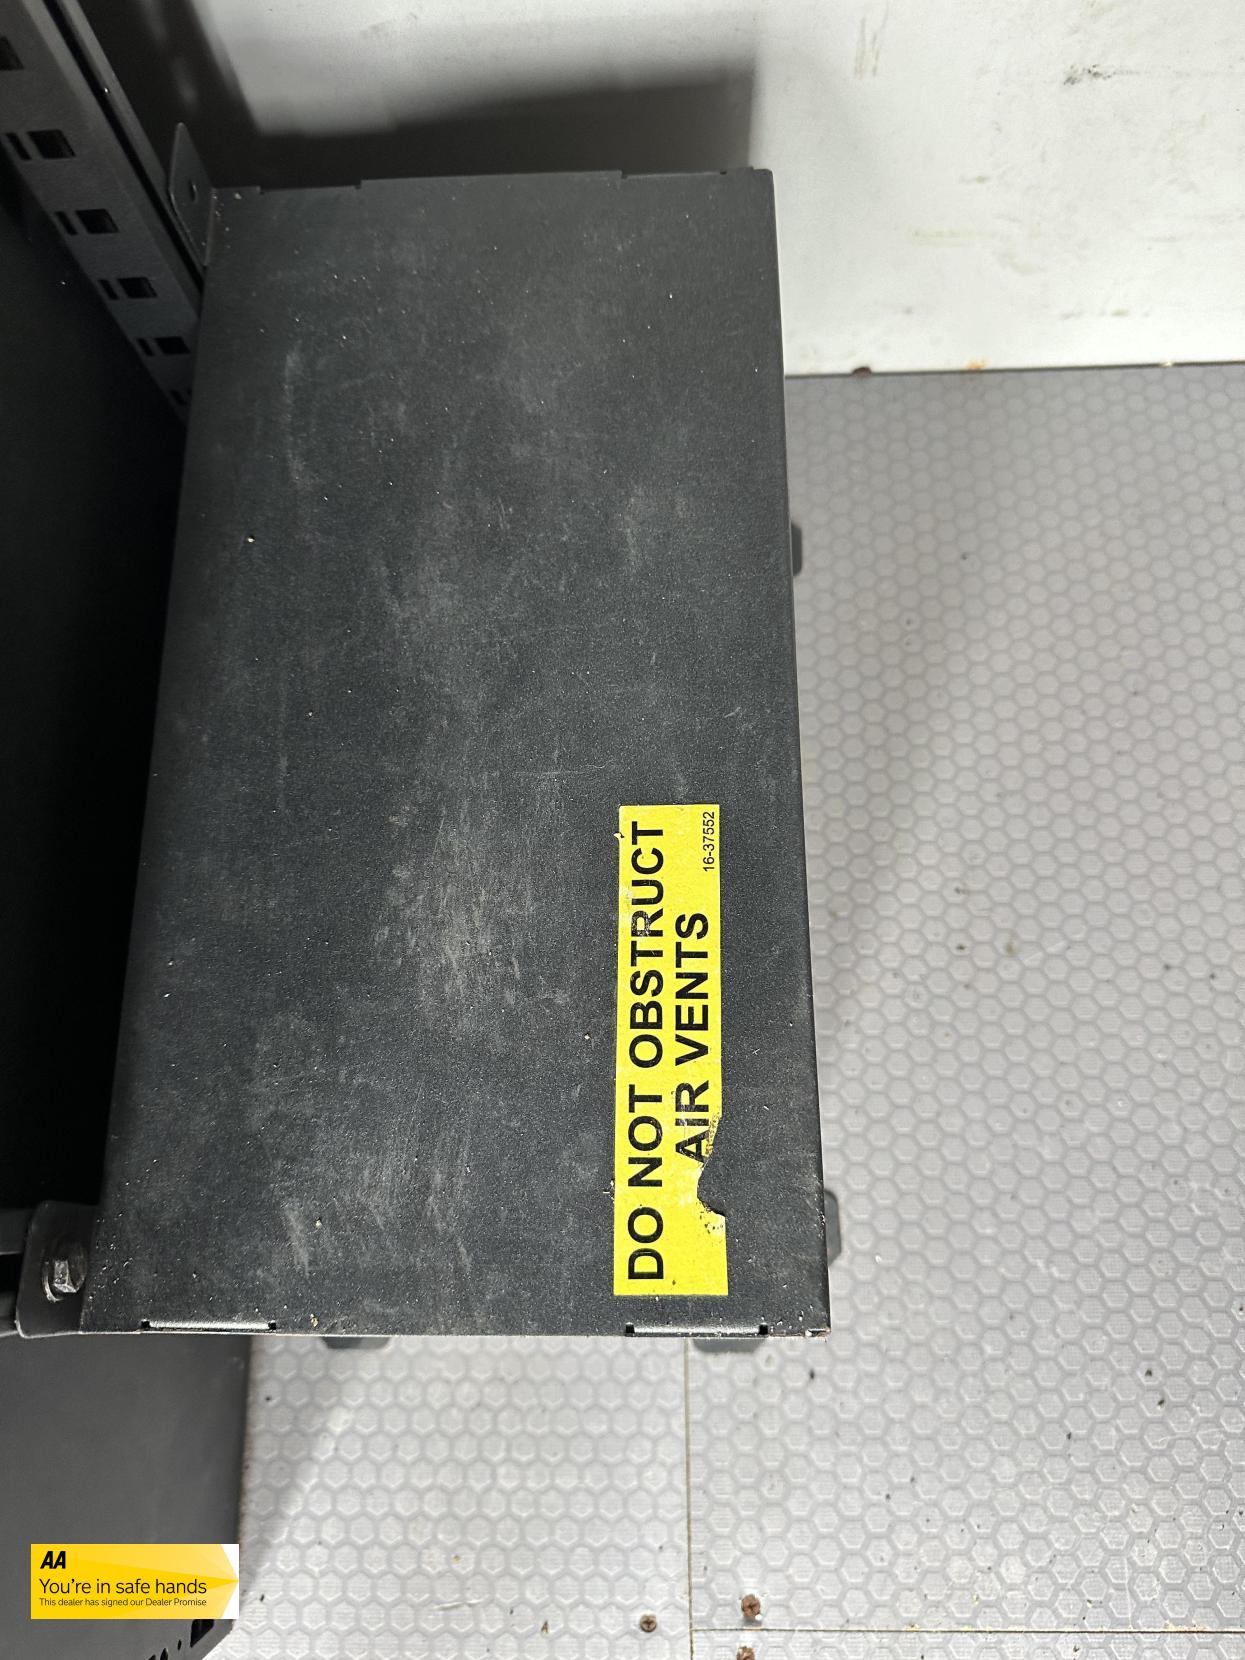 DO NOT OBSTRUCT
AIR VENTS
16-37552
AA
You're in safe hands
This dealer has signed our Dealer Promise